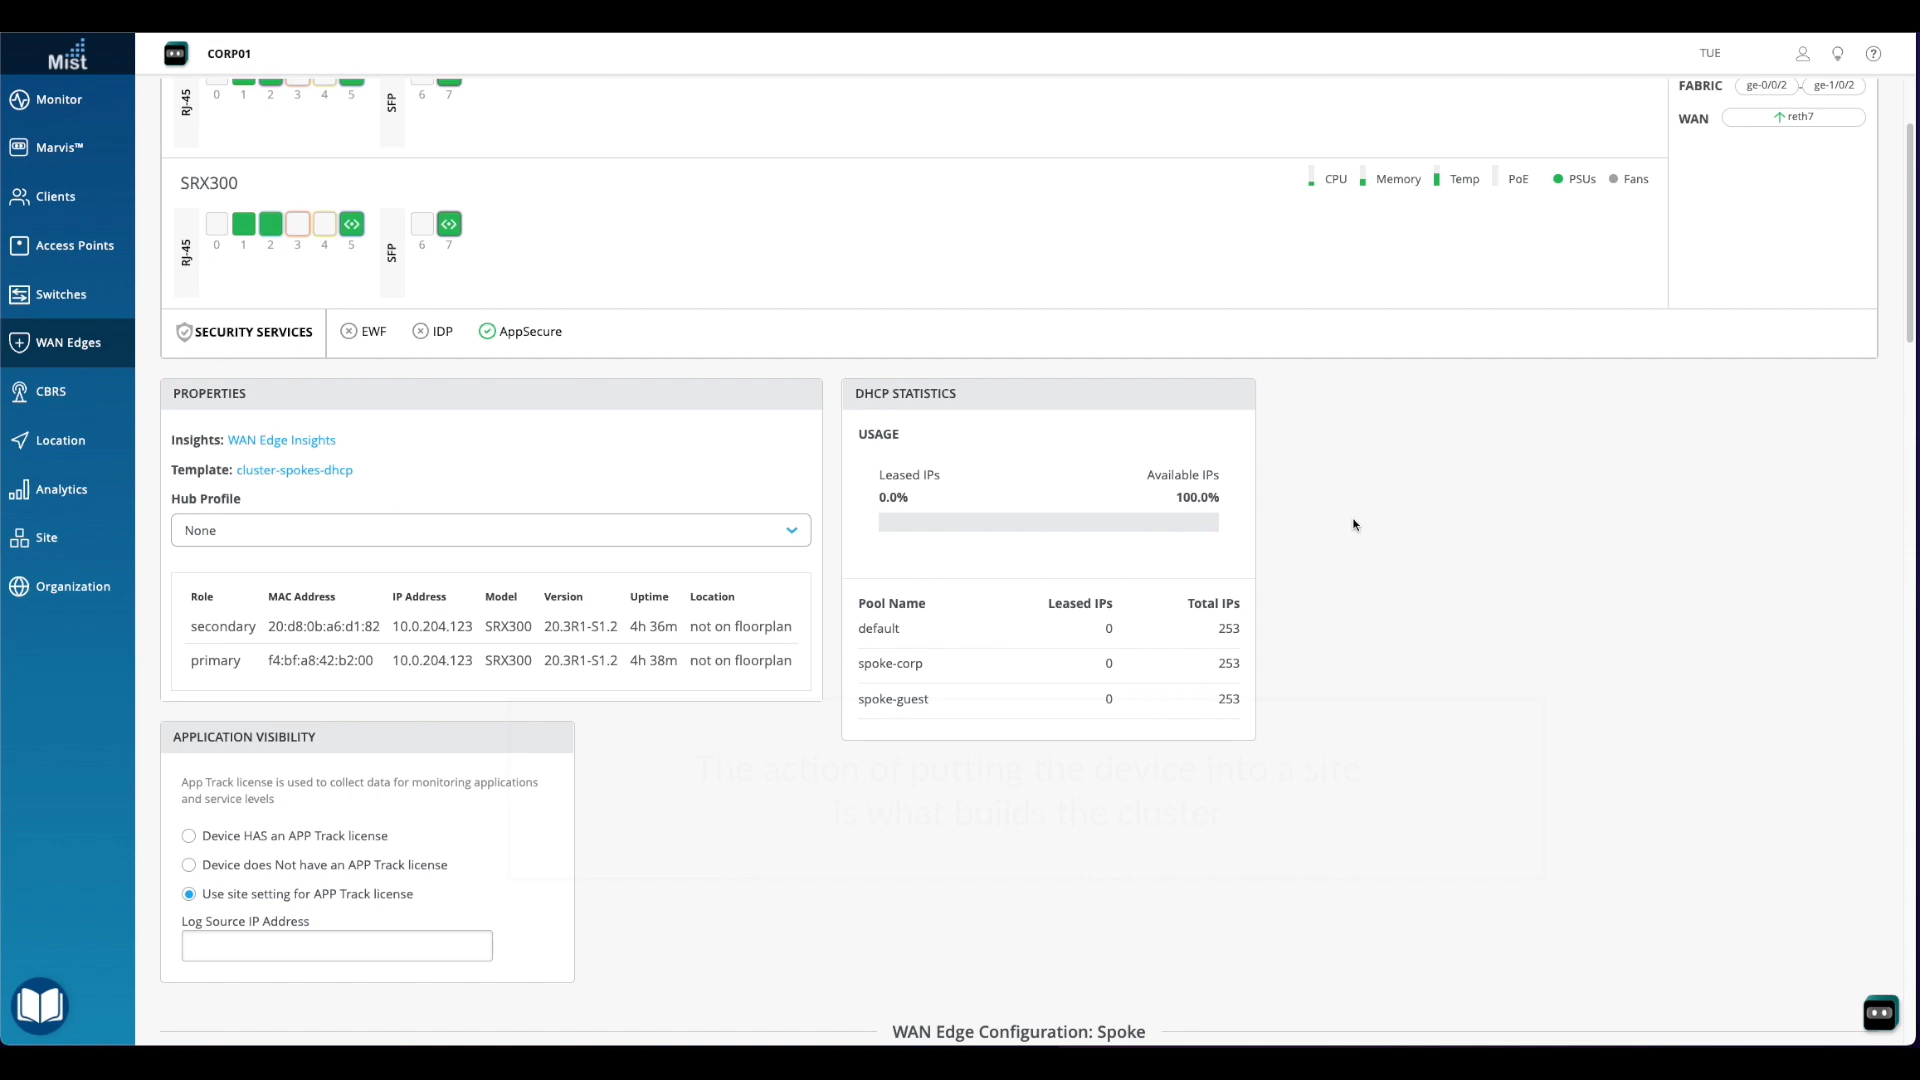 Mist
CORP01
TUE
Monitor
Marvis™
Clients
Access Points
Switches
WAN Edges
CBRS
Location
Analytics
Site
Organization
RJ-45
0 1 2 3 4 5
SFP
6 7
FABRIC ge-0/0/2 ge-1/0/2
WAN reth7
SRX300
CPU Memory Temp PoE PSUs Fans
RJ-45
0 1 2 3 4 5
SFP
6 7
SECURITY SERVICES EWF IDP AppSecure
PROPERTIES
Insights: WAN Edge Insights
Template: cluster-spokes-dhcp
Hub Profile
None
Role MAC Address IP Address Model Version Uptime Location
secondary 20:d8:0b:a6:d1:82 10.0.204.123 SRX300 20.3R1-S1.2 4h 36m not on floorplan
primary f4:bf:a8:42:b2:00 10.0.204.123 SRX300 20.3R1-S1.2 4h 38m not on floorplan
DHCP STATISTICS
USAGE
Leased IPs Available IPs
0.0% 100.0%
Pool Name Leased IPs Total IPs
default 0 253
spoke-corp 0 253
spoke-guest 0 253
APPLICATION VISIBILITY
App Track license is used to collect data for monitoring applications
and service levels
Device HAS an APP Track license
Device does Not have an APP Track license
Use site setting for APP Track license
Log Source IP Address
The action of putting the device into a site
is what builds the cluster
WAN Edge Configuration: Spoke